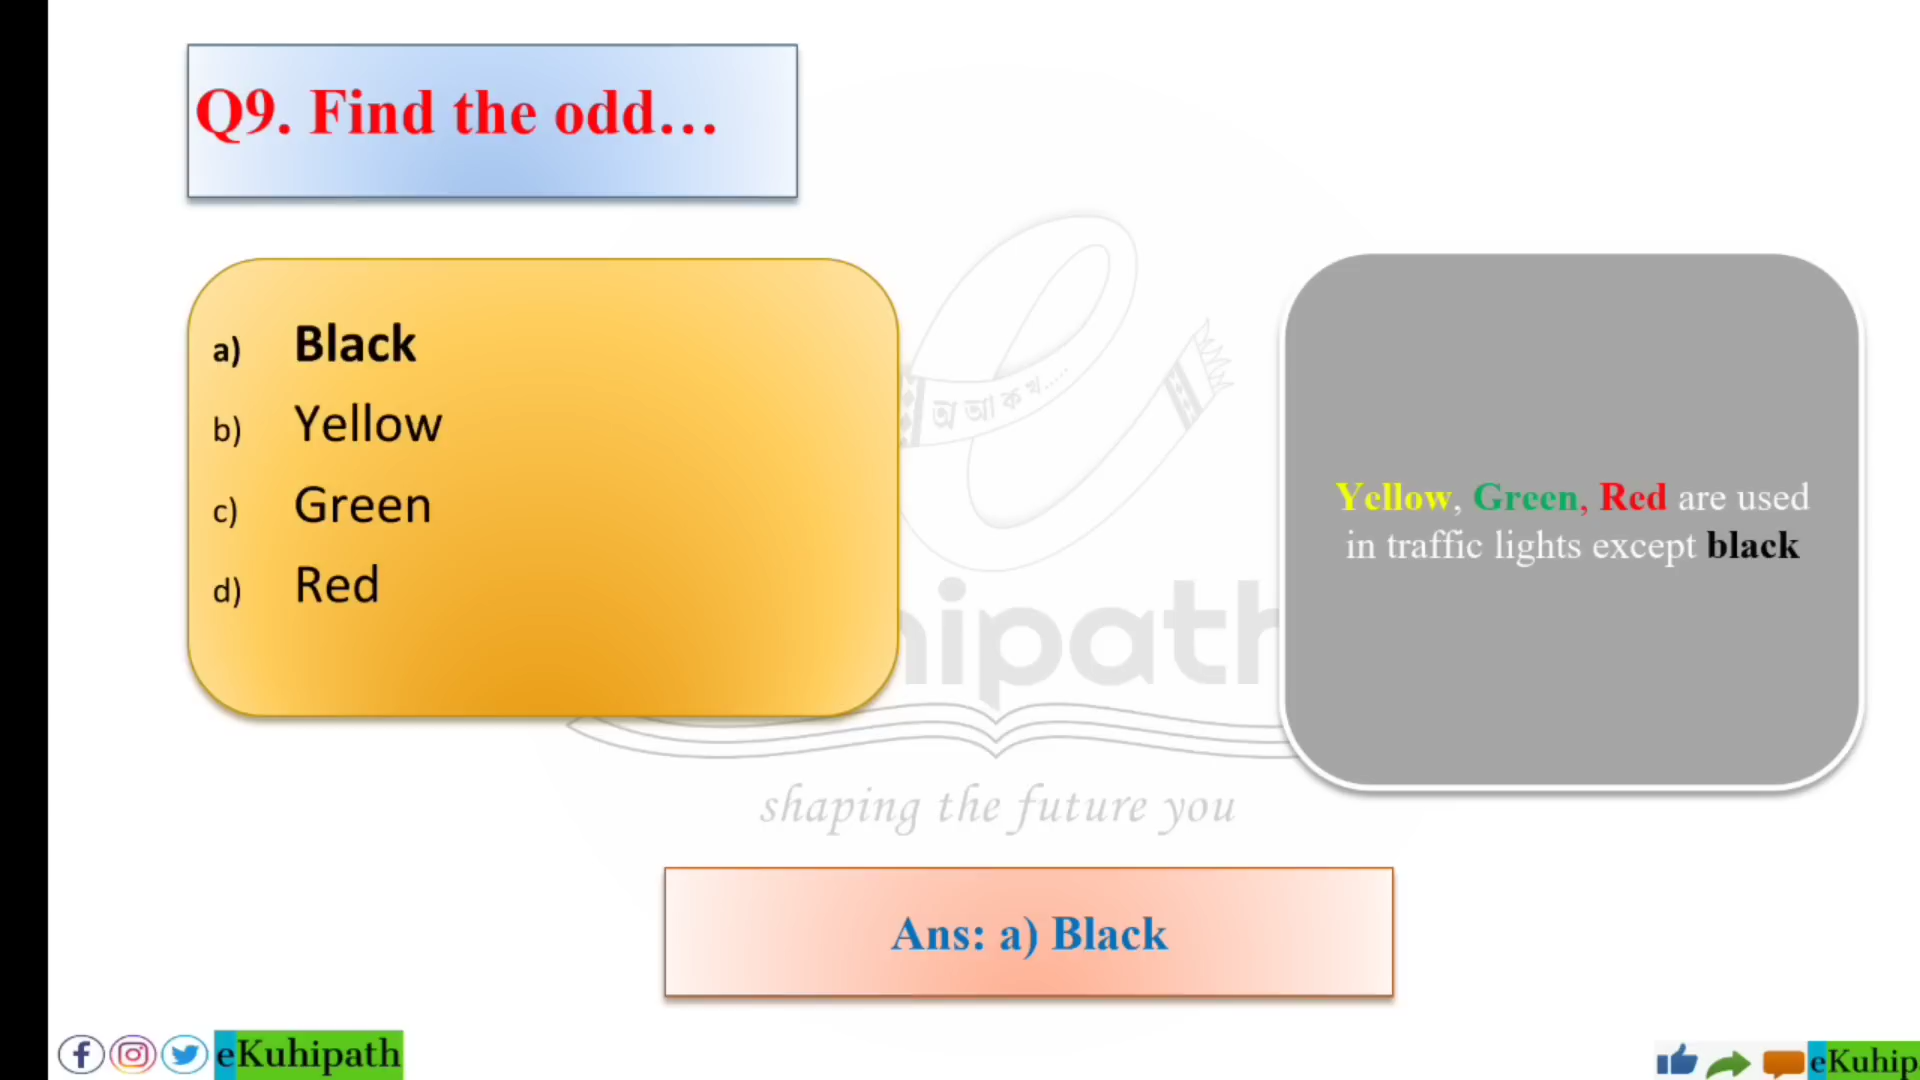 Q9. Find the odd…
a) Black
b) Yellow
c) Green
d) Red
অ আ ক খ.....
Yellow, Green, Red are used
in traffic lights except black
hipath
shaping the future you
Ans: a) Black
eKuhipath
eKuhip